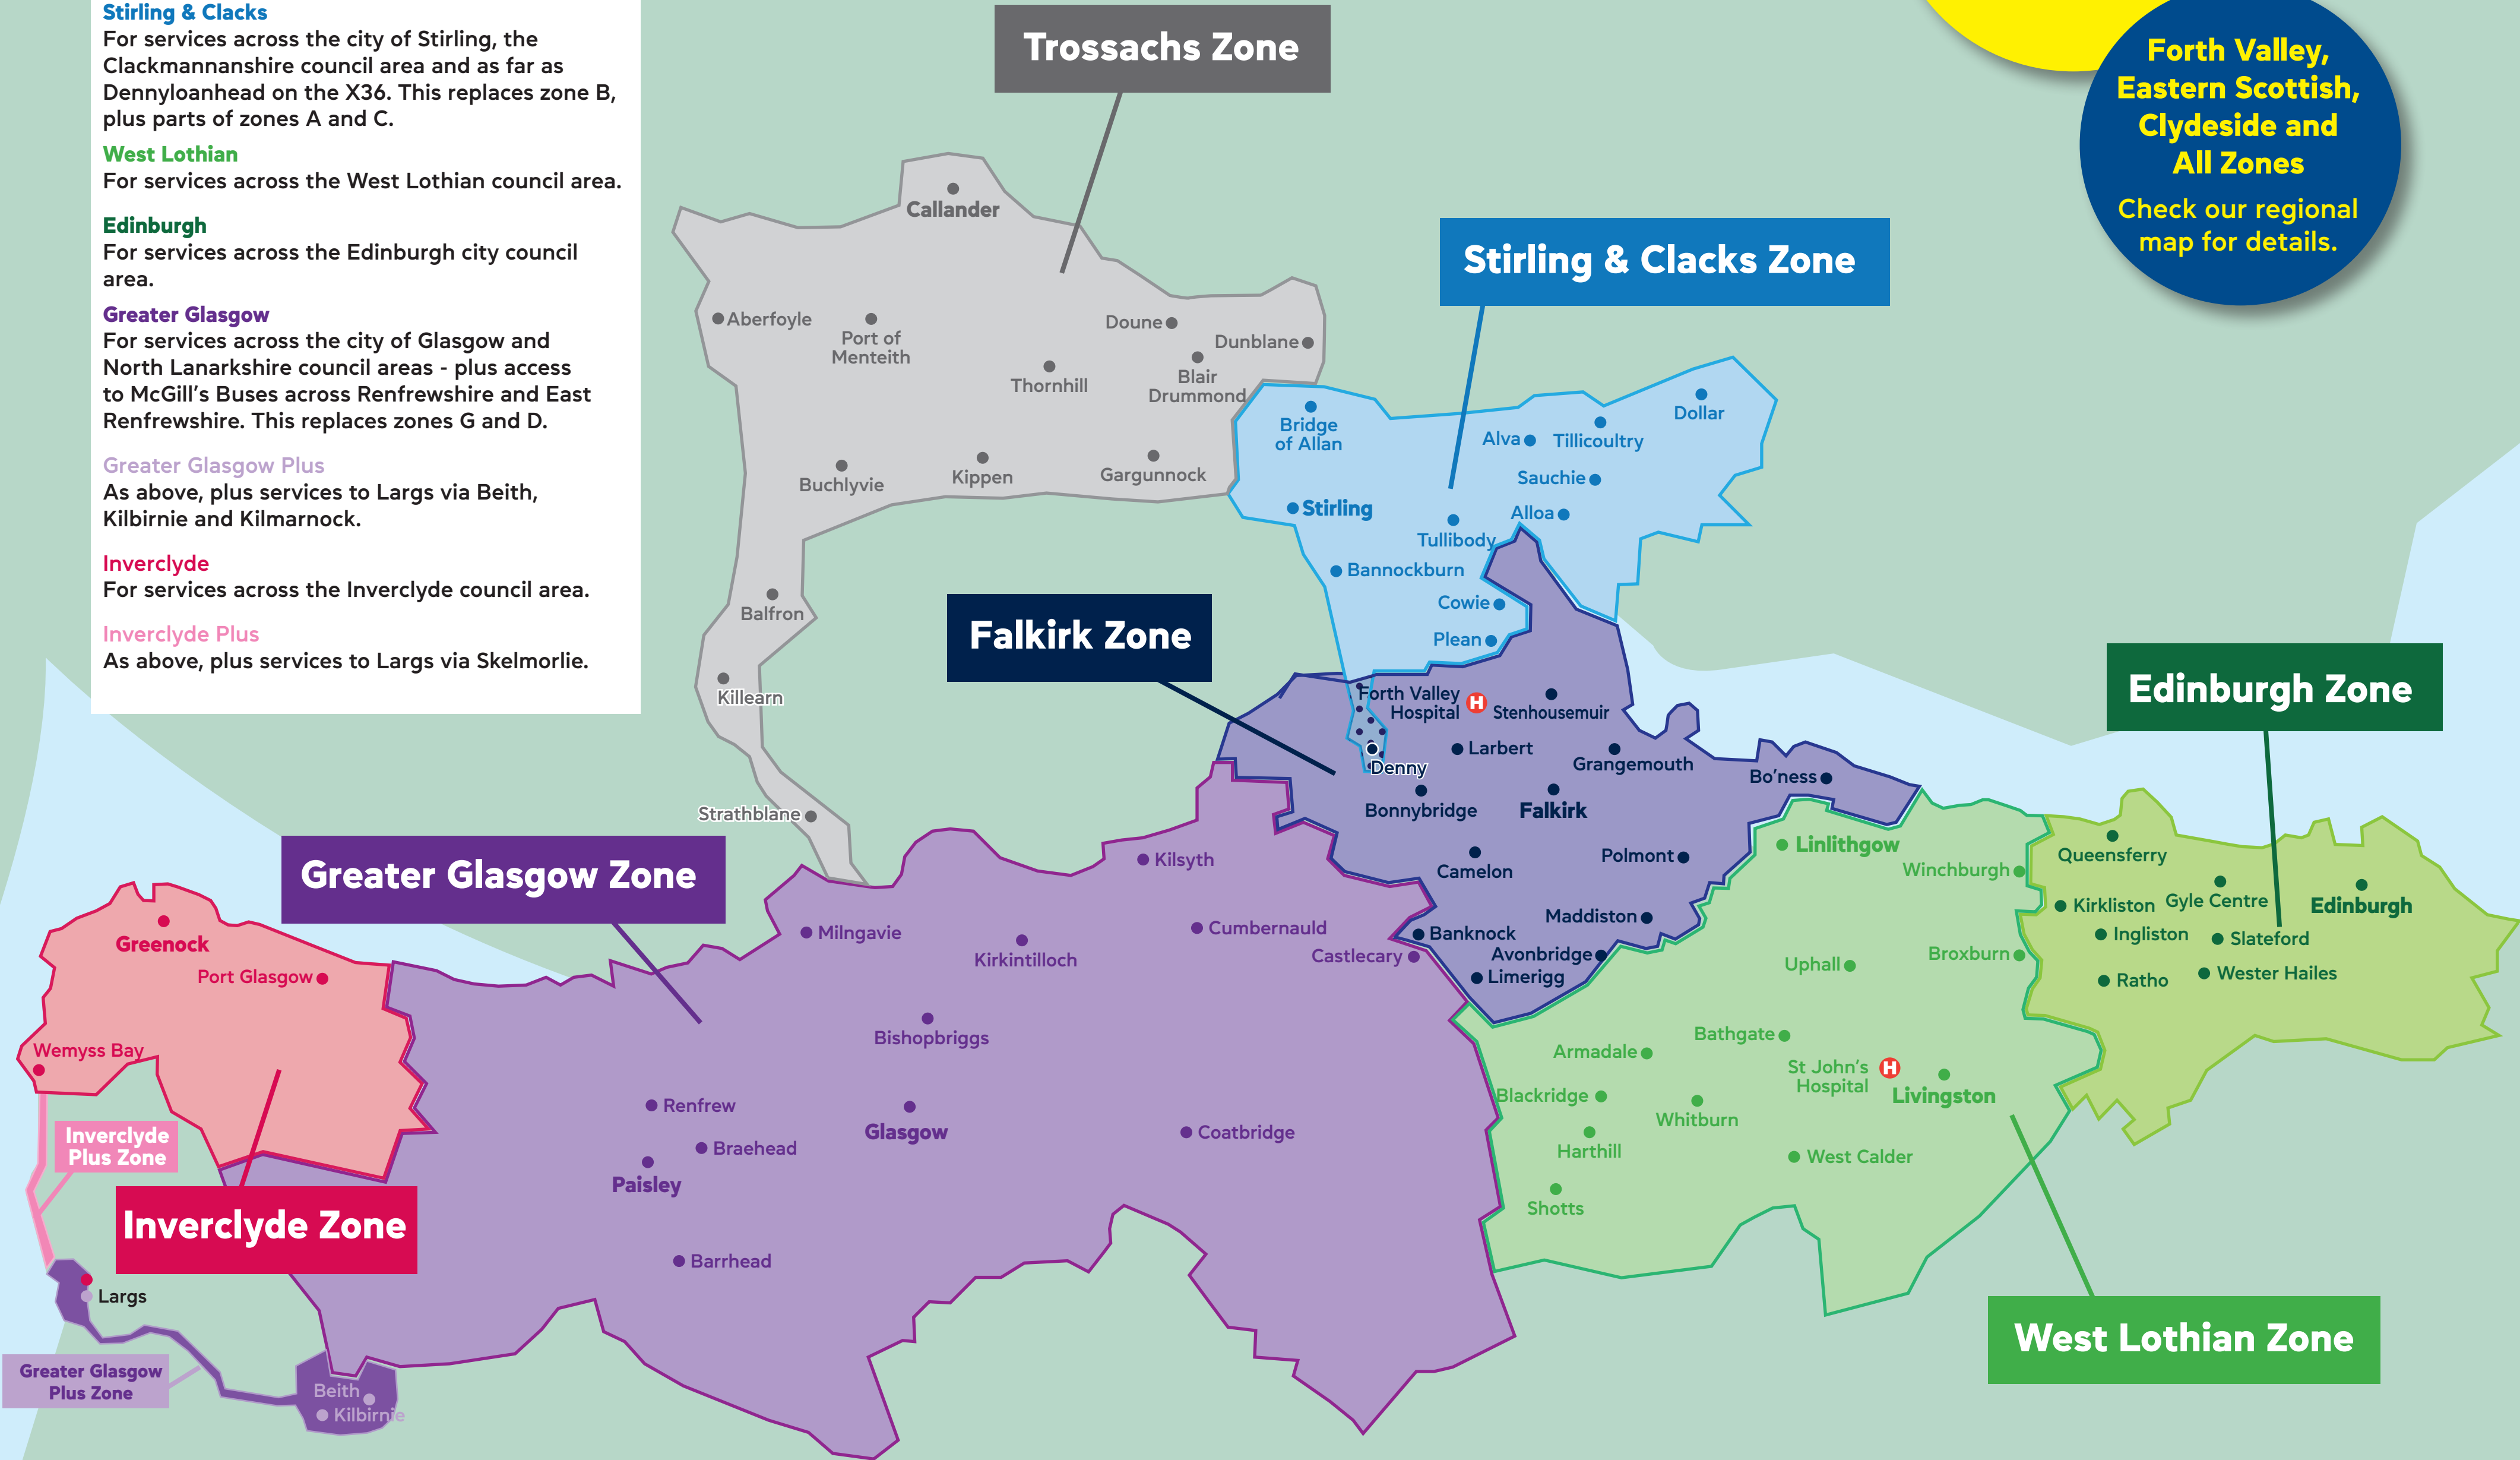 Stirling & Clacks
For services across the city of Stirling, the
Clackmannanshire council area and as far as
Dennyloanhead on the X36. This replaces zone B,
plus parts of zones A and C.
West Lothian
For services across the West Lothian council area.
Edinburgh
For services across the Edinburgh city council
area.
Greater Glasgow
For services across the city of Glasgow and
North Lanarkshire council areas - plus access
to McGill's Buses across Renfrewshire and East
Renfrewshire. This replaces zones G and D.
Greater Glasgow Plus
As above, plus services to Largs via Beith,
Kilbirnie and Kilmarnock.
Inverclyde
For services across the Inverclyde council area.
Inverclyde Plus
As above, plus services to Largs via Skelmorlie.
Forth Valley,
Eastern Scottish,
Clydeside and
All Zones
Check our regional
map for details.
Trossachs Zone
Callander
Aberfoyle
Port of
Menteith
Doune
Dunblane
Thornhill
Blair
Drummond
Buchlyvie
Kippen
Gargunnock
Balfron
Killearn
Strathblane
Stirling & Clacks Zone
Bridge
of Allan
Dollar
Alva
Tillicoultry
Sauchie
Stirling
Alloa
Tullibody
Bannockburn
Cowie
Plean
Falkirk Zone
Forth Valley
Hospital
H
Stenhousemuir
Larbert
Denny
Grangemouth
Bo'ness
Bonnybridge
Falkirk
Camelon
Polmont
Maddiston
Banknock
Avonbridge
Limerigg
Edinburgh Zone
Queensferry
Kirkliston
Gyle Centre
Edinburgh
Ingliston
Slateford
Ratho
Wester Hailes
Linlithgow
Winchburgh
Uphall
Broxburn
Bathgate
Armadale
St John's
Hospital
H
Livingston
Blackridge
Whitburn
Harthill
West Calder
Shotts
West Lothian Zone
Greater Glasgow Zone
Kilsyth
Milngavie
Cumbernauld
Kirkintilloch
Castlecary
Bishopbriggs
Renfrew
Glasgow
Braehead
Coatbridge
Paisley
Barrhead
Greenock
Port Glasgow
Wemyss Bay
Inverclyde
Plus Zone
Inverclyde Zone
Largs
Greater Glasgow
Plus Zone
Beith
Kilbirnie